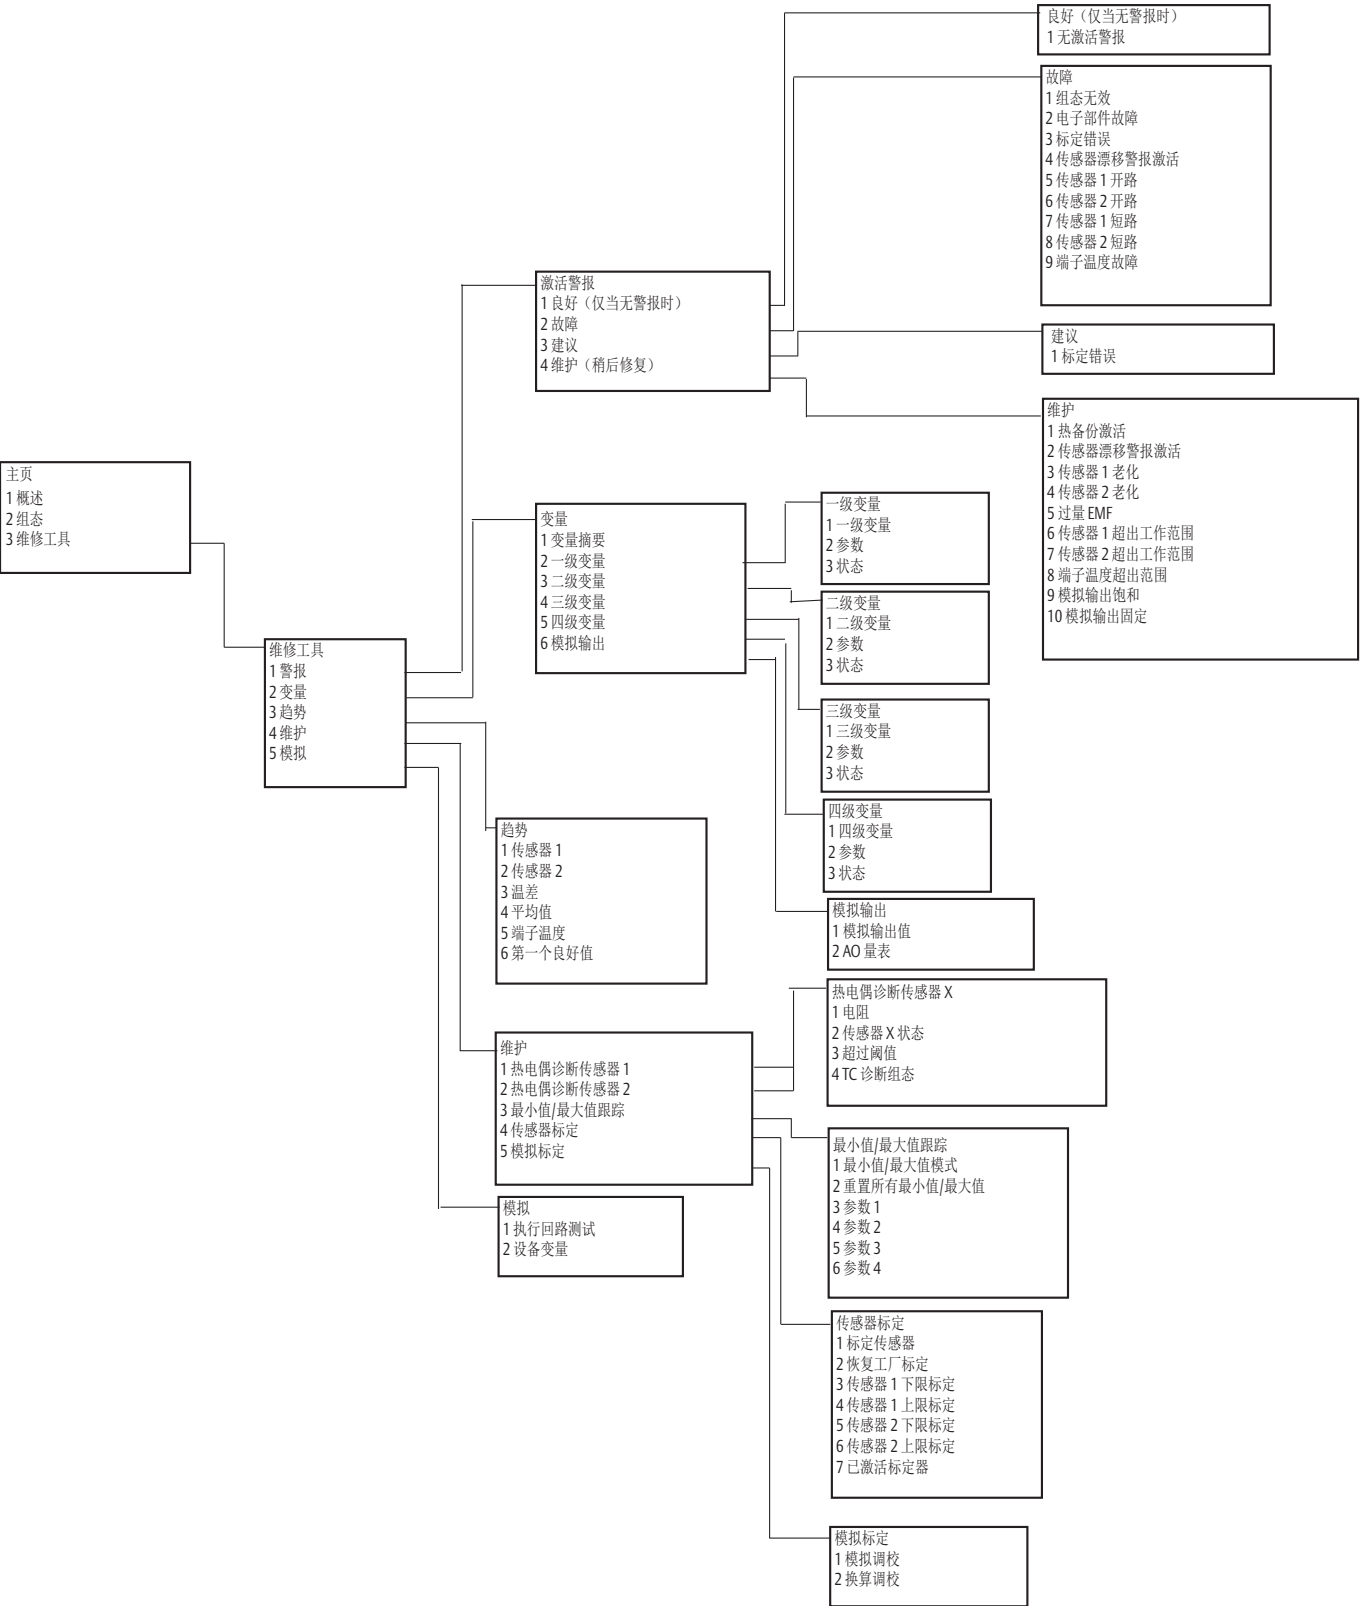 主页
1 概述
2 组态
3 维修工具
维修工具
1 警报
2 变量
3 趋势
4 维护
5 模拟
激活警报
1 良好（仅当无警报时）
2 故障
3 建议
4 维护（稍后修复）
良好（仅当无警报时）
1 无激活警报
故障
1 组态无效
2 电子部件故障
3 标定错误
4 传感器漂移警报激活
5 传感器 1 开路
6 传感器 2 开路
7 传感器 1 短路
8 传感器 2 短路
9 端子温度故障
建议
1 标定错误
维护
1 热备份激活
2 传感器漂移警报激活
3 传感器 1 老化
4 传感器 2 老化
5 过量 EMF
6 传感器 1 超出工作范围
7 传感器 2 超出工作范围
8 端子温度超出范围
9 模拟输出饱和
10 模拟输出固定
变量
1 变量摘要
2 一级变量
3 二级变量
4 三级变量
5 四级变量
6 模拟输出
一级变量
1 一级变量
2 参数
3 状态
二级变量
1 二级变量
2 参数
3 状态
三级变量
1 三级变量
2 参数
3 状态
四级变量
1 四级变量
2 参数
3 状态
模拟输出
1 模拟输出值
2 AO 量表
趋势
1 传感器 1
2 传感器 2
3 温差
4 平均值
5 端子温度
6 第一个良好值
维护
1 热电偶诊断传感器 1
2 热电偶诊断传感器 2
3 最小值/最大值跟踪
4 传感器标定
5 模拟标定
热电偶诊断传感器 X
1 电阻
2 传感器 X 状态
3 超过阈值
4 TC 诊断组态
最小值/最大值跟踪
1 最小值/最大值模式
2 重置所有最小值/最大值
3 参数 1
4 参数 2
5 参数 3
6 参数 4
传感器标定
1 标定传感器
2 恢复工厂标定
3 传感器 1 下限标定
4 传感器 1 上限标定
5 传感器 2 下限标定
6 传感器 2 上限标定
7 已激活标定器
模拟标定
1 模拟调校
2 换算调校
模拟
1 执行回路测试
2 设备变量